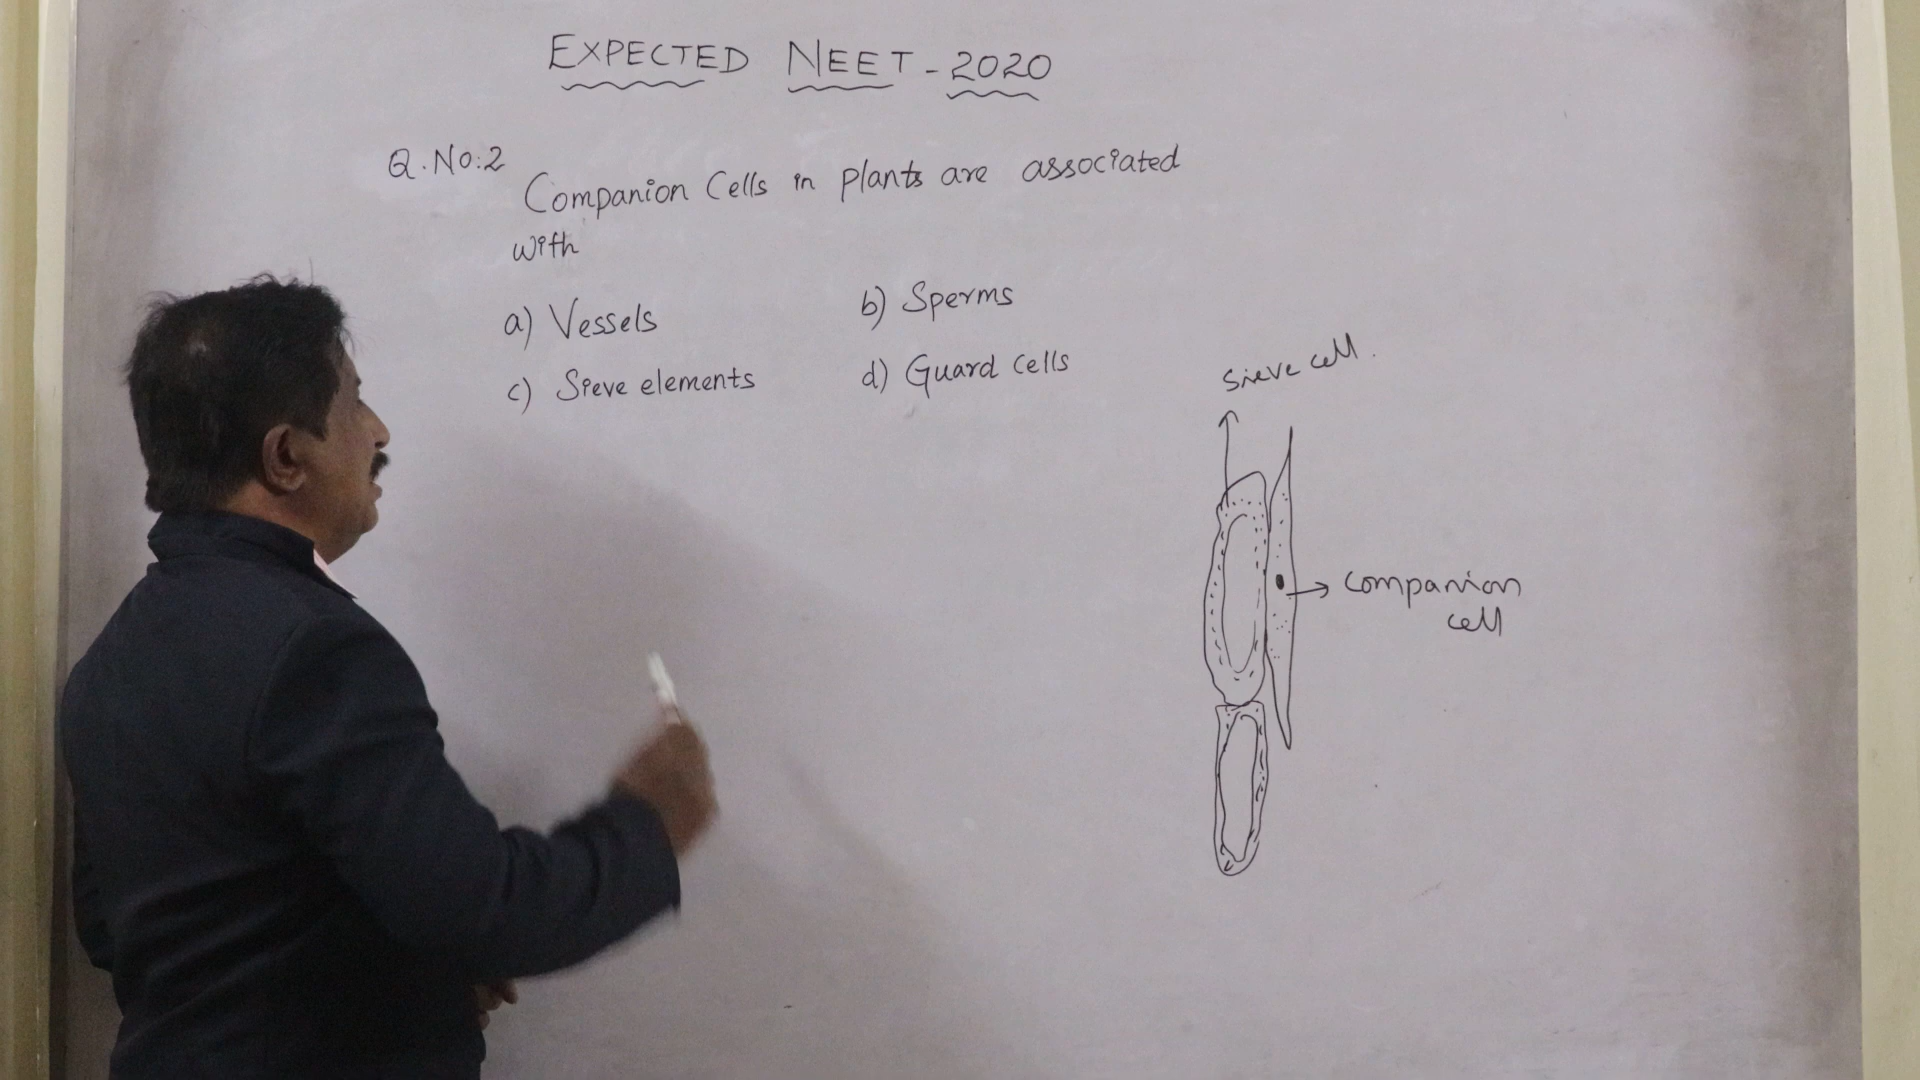 EXPECTED NEET-2020
Q.No:2
Companion Cells in plants are associated
with
a) Vessels
b) Sperms
c) Sieve elements
d) Guard cells
Sieve cell.
companion
cell